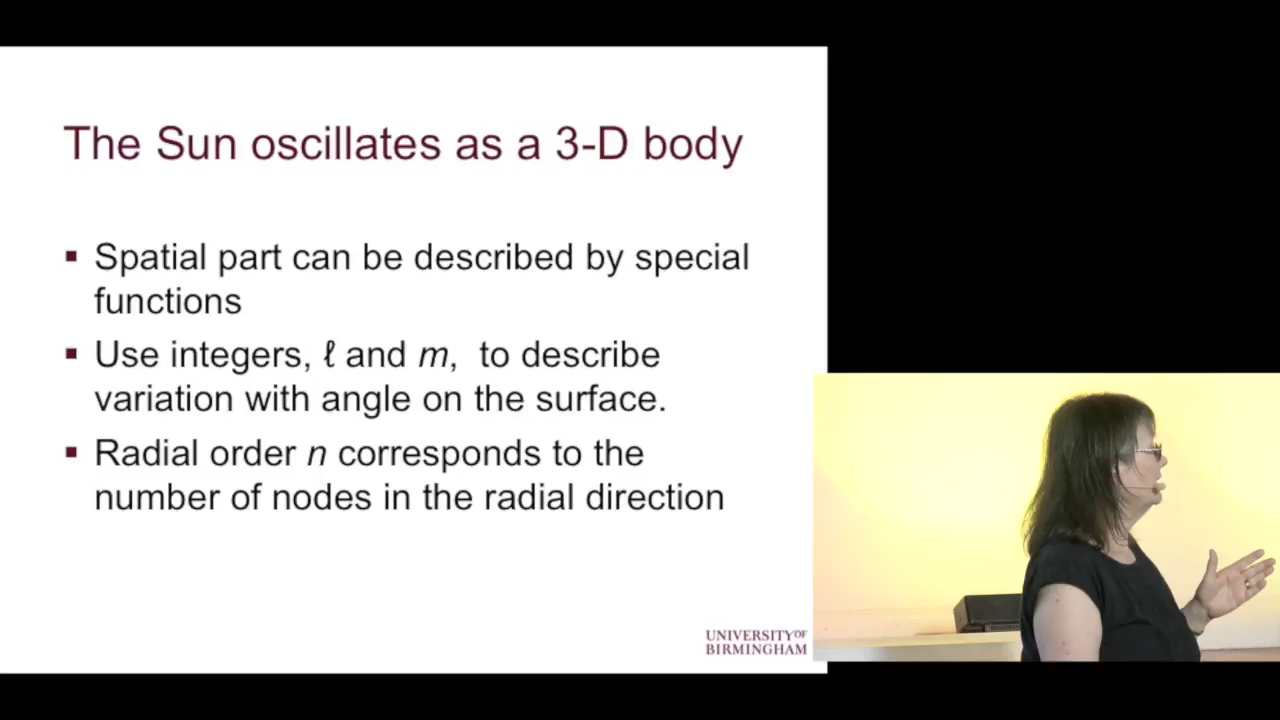 The Sun oscillates as a 3-D body
▪ Spatial part can be described by special
functions
▪ Use integers, ℓ and m, to describe
variation with angle on the surface.
▪ Radial order n corresponds to the
number of nodes in the radial direction
UNIVERSITY OF
BIRMINGHAM